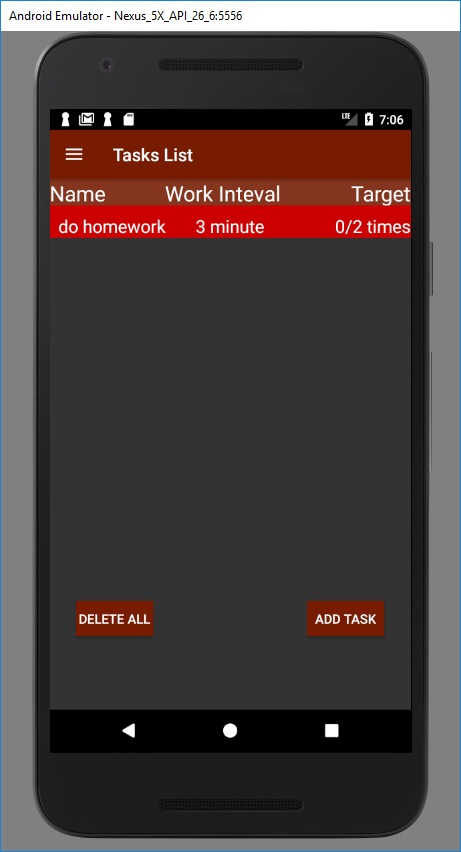 Android Emulator - Nexus_5X_API_26_6:5556
LTE 7:06
Tasks List
Name Work Inteval Target
do homework 3 minute 0/2 times
DELETE ALL ADD TASK